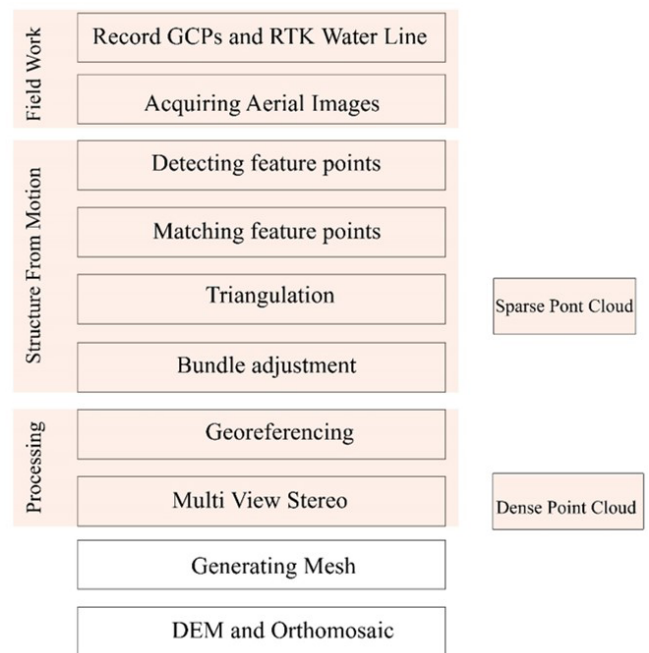 Field Work
Record GCPs and RTK Water Line
Acquiring Aerial Images
Structure From Motion
Detecting feature points
Matching feature points
Triangulation
Sparse Pont Cloud
Bundle adjustment
Processing
Georeferencing
Multi View Stereo
Dense Point Cloud
Generating Mesh
DEM and Orthomosaic